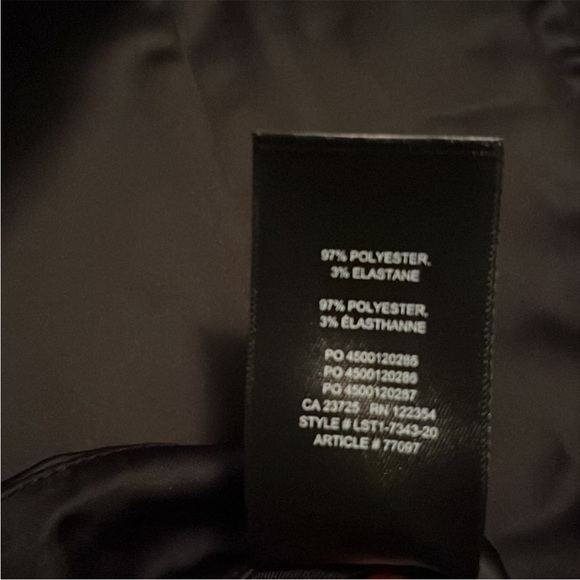 97% POLYESTER,
3% ELASTANE
97% POLYESTER,
3% ÉLASTHANNE
PO 4500120285
PO 4500120286
PO 4500120287
CA 23725 RN 122354
STYLE # LST1-7343-20
ARTICLE # 77097